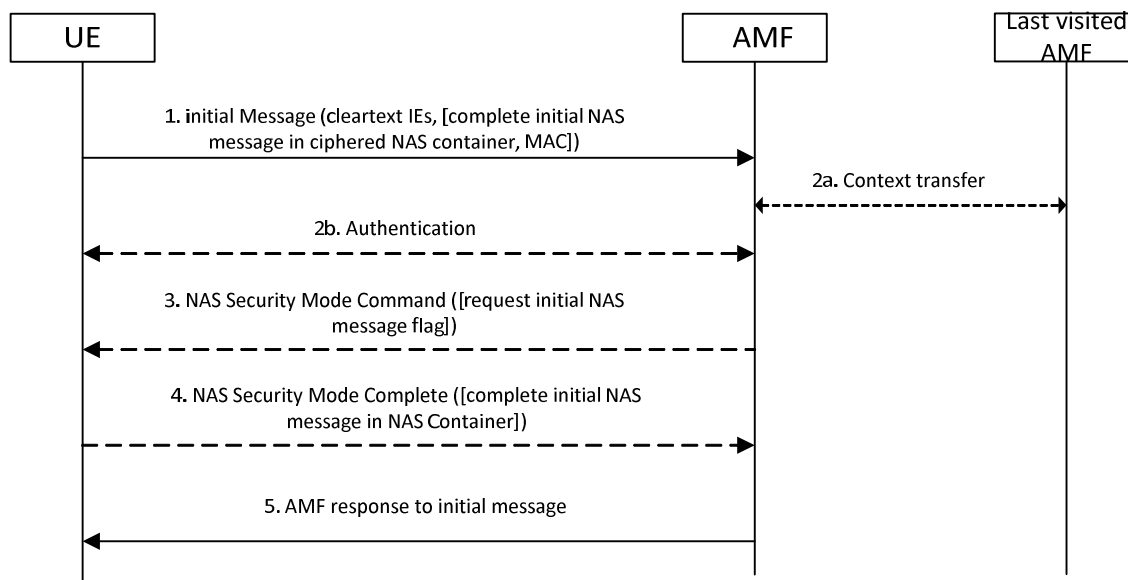 UE
AMF
Last visited
AMF
1. initial Message (cleartext IEs, [complete initial NAS
message in ciphered NAS container, MAC])
2a. Context transfer
2b. Authentication
3. NAS Security Mode Command ([request initial NAS
message flag])
4. NAS Security Mode Complete ([complete initial NAS
message in NAS Container])
5. AMF response to initial message